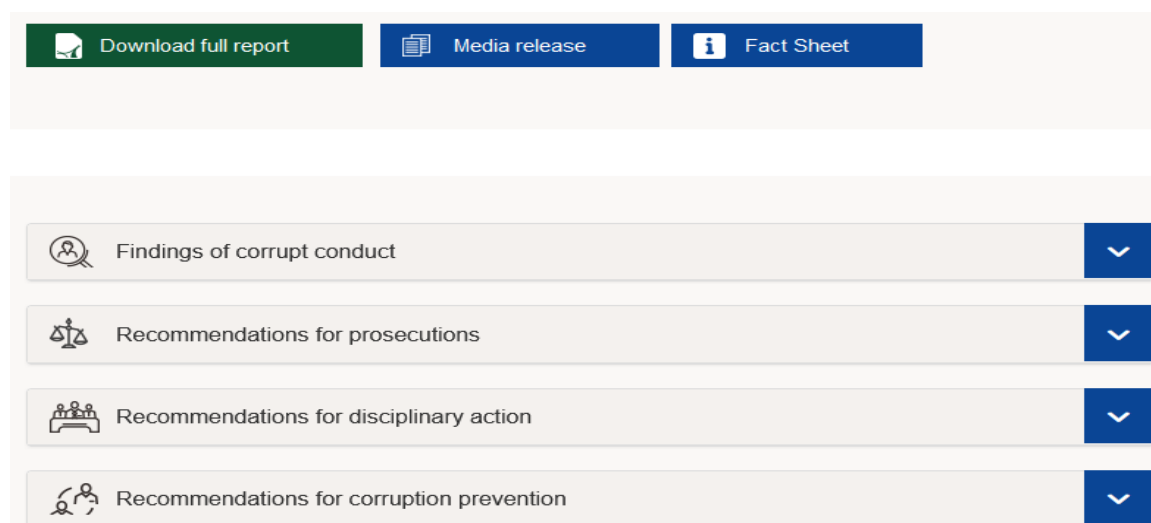 Download full report
Media release
Fact Sheet
Findings of corrupt conduct
Recommendations for prosecutions
Recommendations for disciplinary action
Recommendations for corruption prevention